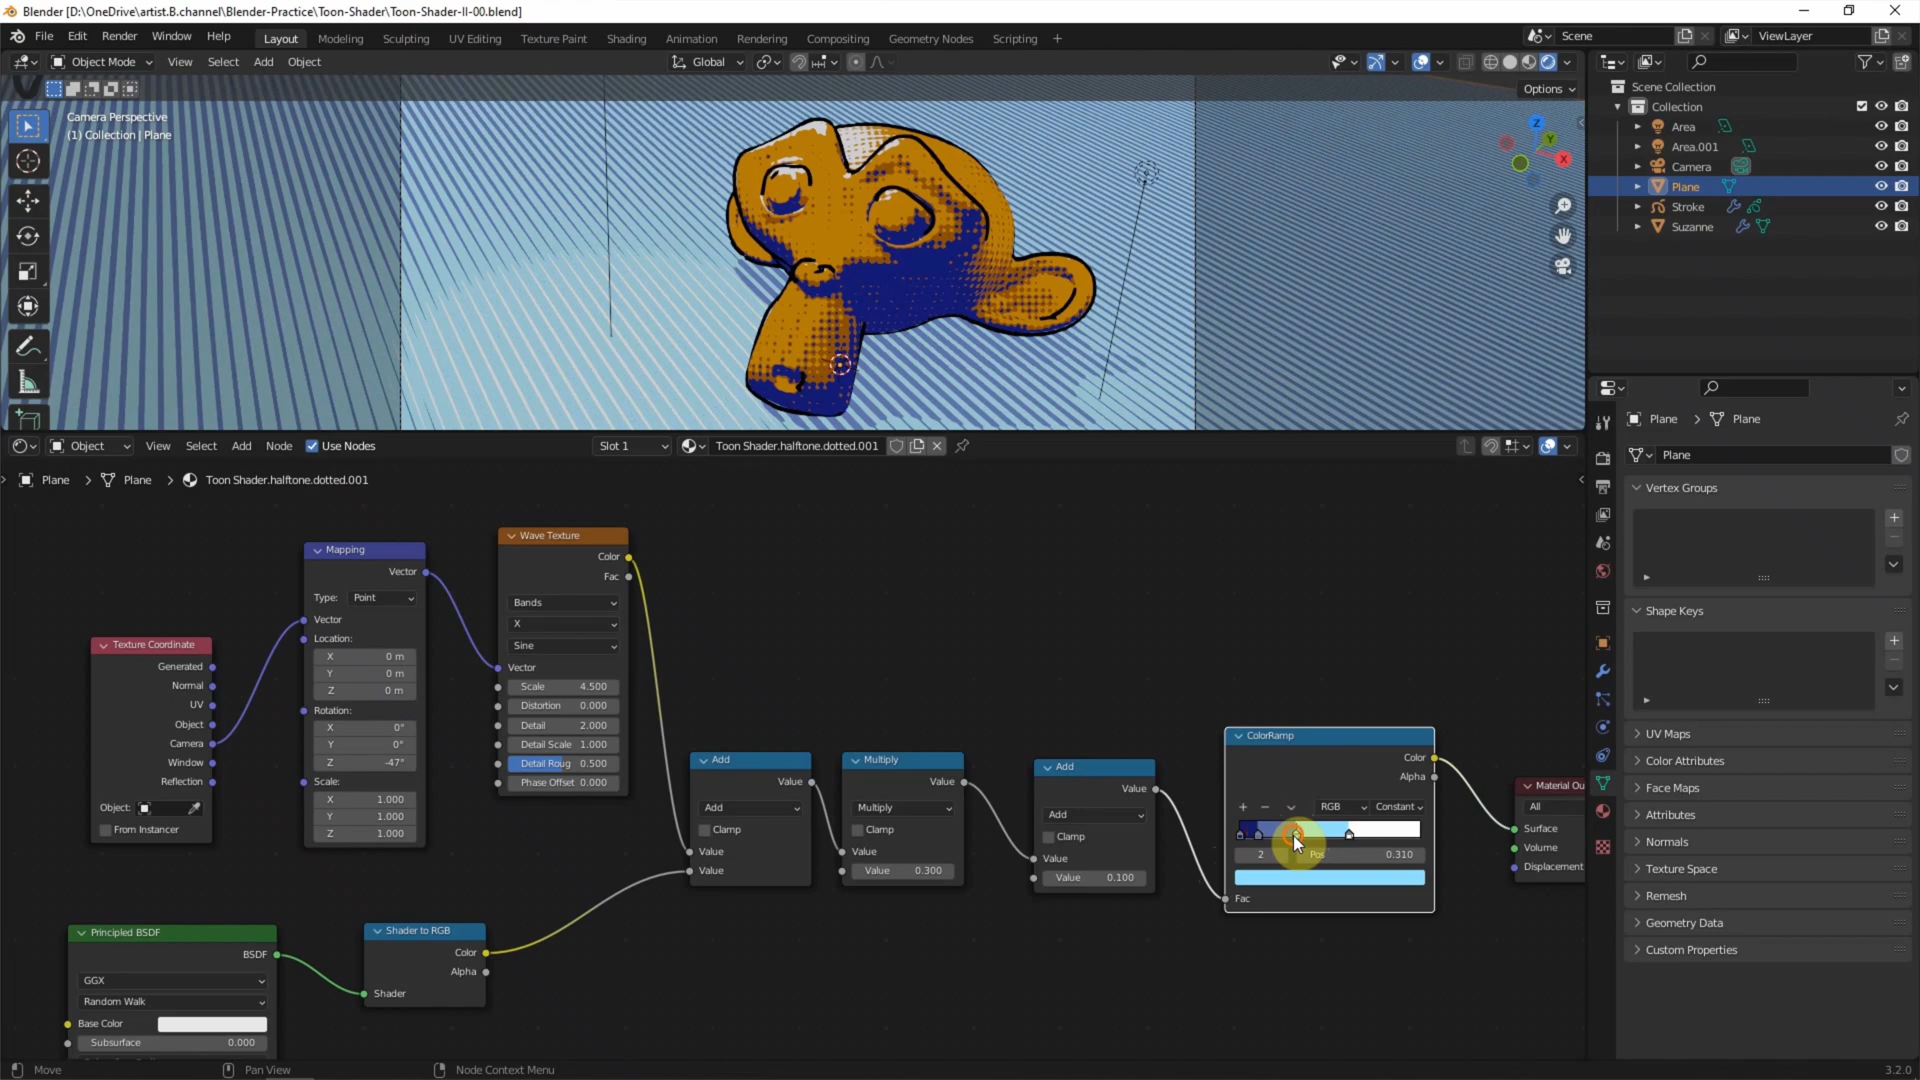 Blender [D:\OneDrive\artist.B.channel\Blender-Practice\Toon-Shader\Toon-Shader-II-00.blend]
File Edit Render Window Help Layout Modeling Sculpting UV Editing Texture Paint Shading Animation Rendering Compositing Geometry Nodes Scripting + Scene ViewLayer
Object Mode View Select Add Object Global
Options
Camera Perspective
(1) Collection | Plane
Z
Y
X
Scene Collection
Collection
Area
Area.001
Camera
Plane
Stroke
Suzanne
Plane > Plane
Plane
Vertex Groups
Shape Keys
UV Maps
Color Attributes
Face Maps
Attributes
Normals
Texture Space
Remesh
Geometry Data
Custom Properties
Object View Select Add Node Use Nodes Slot 1 Toon Shader.halftone.dotted.001
Plane > Plane > Toon Shader.halftone.dotted.001
Texture Coordinate
Generated
Normal
UV
Object
Camera
Window
Reflection
Object:
From Instancer
Mapping
Vector
Type: Point
Vector
Location:
X 0 m
Y 0 m
Z 0 m
Rotation:
X 0°
Y 0°
Z -47°
Scale:
X 1.000
Y 1.000
Z 1.000
Wave Texture
Color
Fac
Bands
X
Sine
Vector
Scale 4.500
Distortion 0.000
Detail 2.000
Detail Scale 1.000
Detail Roug 0.500
Phase Offset 0.000
Add
Value
Add
Clamp
Value
Value
Multiply
Value
Multiply
Clamp
Value
Value 0.300
Add
Value
Add
Clamp
Value
Value 0.100
ColorRamp
Color
Alpha
RGB Constant
2 Pos 0.310
Fac
Material Ou
All
Surface
Volume
Displacement
Principled BSDF
BSDF
GGX
Random Walk
Base Color
Subsurface 0.000
Shader to RGB
Color
Alpha
Shader
Move Pan View Node Context Menu 3.2.0